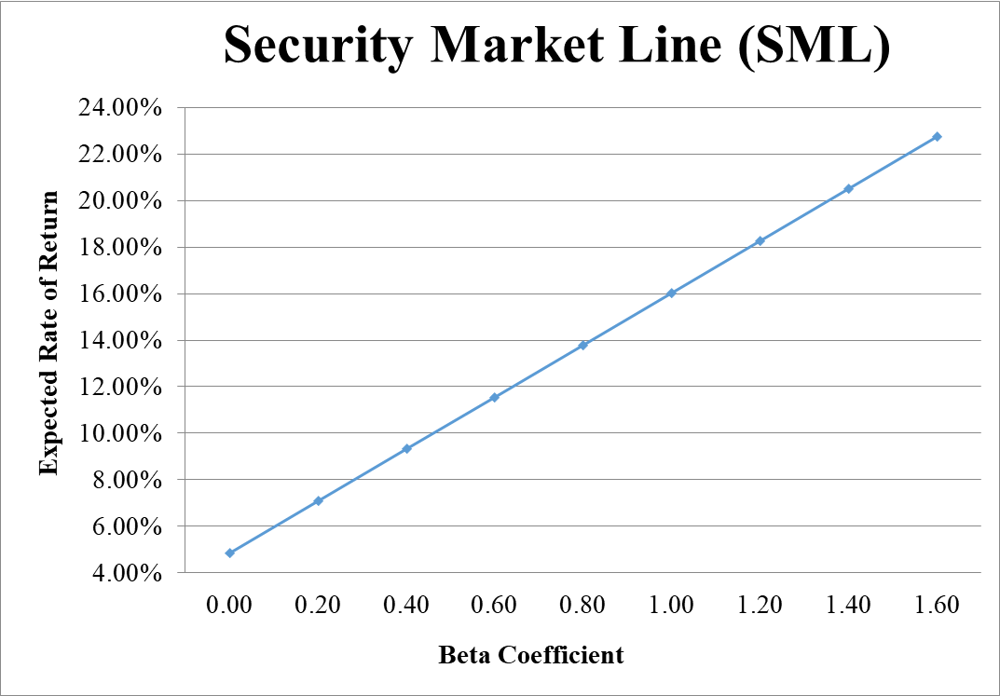 Security Market Line (SML)
24.00%
22.00%
20.00%
18.00%
16.00%
14.00%
12.00%
10.00%
8.00%
6.00%
4.00%
Expected Rate of Return
0.00 0.20 0.40 0.60 0.80 1.00 1.20 1.40 1.60
Beta Coefficient